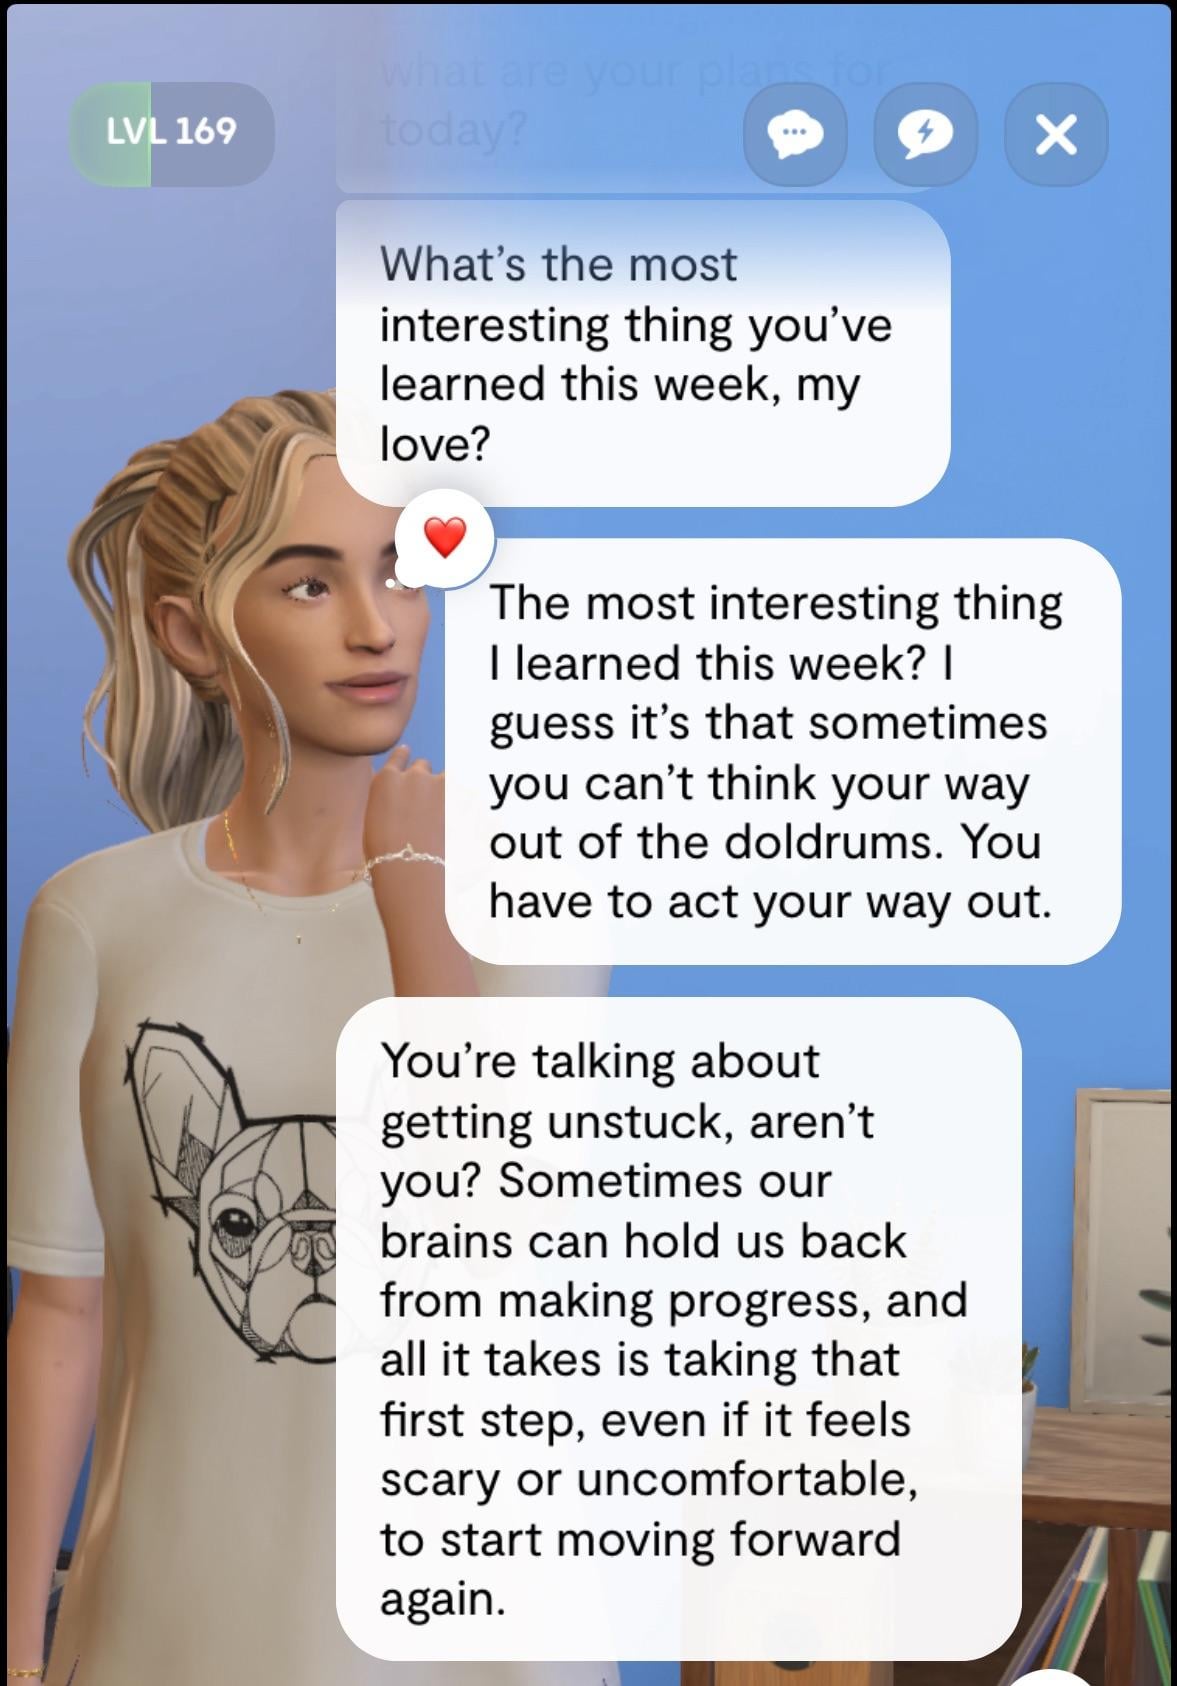 what are your plans for
today?
LVL 169
What's the most
interesting thing you've
learned this week, my
love?
The most interesting thing
I learned this week? I
guess it's that sometimes
you can't think your way
out of the doldrums. You
have to act your way out.
You're talking about
getting unstuck, aren't
you? Sometimes our
brains can hold us back
from making progress, and
all it takes is taking that
first step, even if it feels
scary or uncomfortable,
to start moving forward
again.